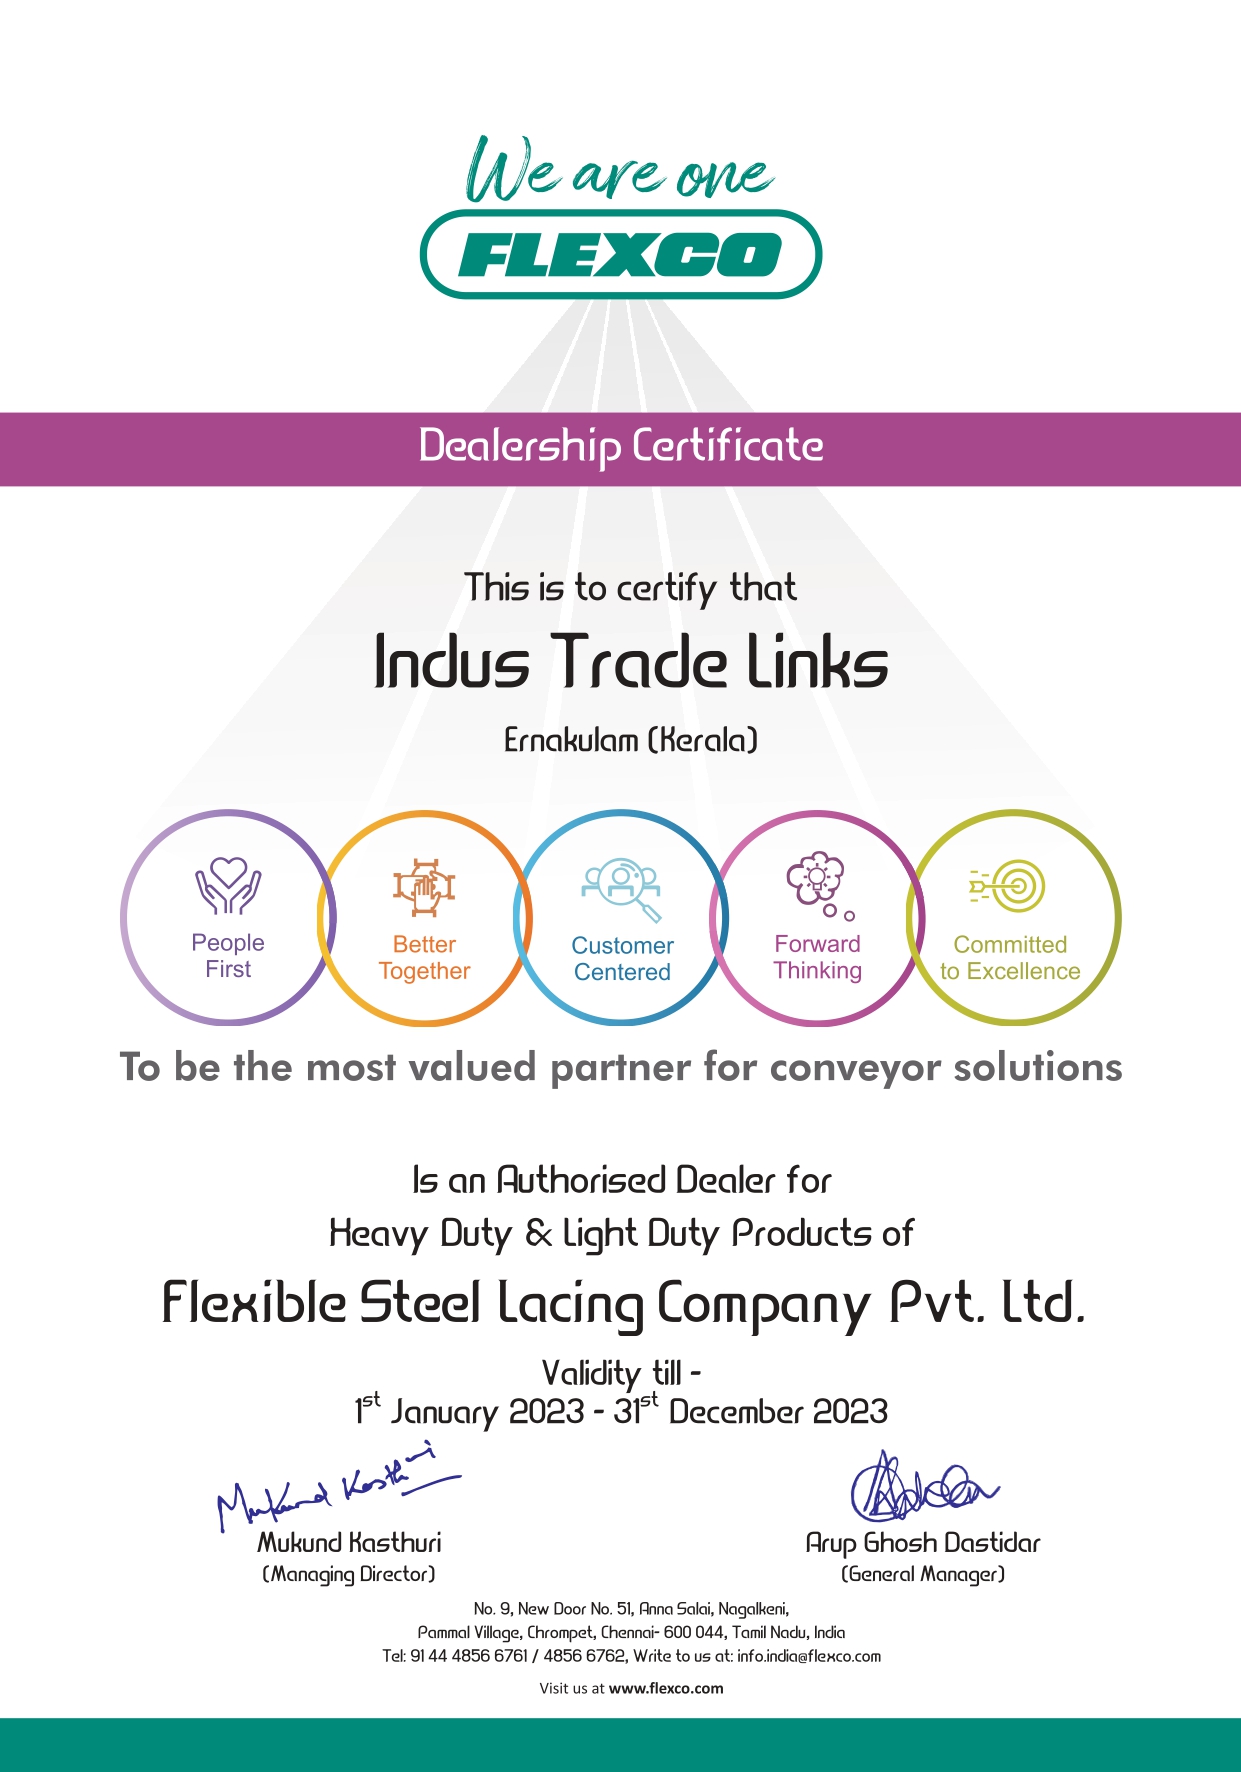 We are one
FLEXCO
Dealership Certificate
This is to certify that
Indus Trade Links
Ernakulam (Kerala)
People
First
Better
Together
Customer
Centered
Forward
Thinking
Committed
to Excellence
To be the most valued partner for conveyor solutions
Is an Authorised Dealer for
Heavy Duty & Light Duty Products of
Flexible Steel Lacing Company Pvt. Ltd.
Validity till -
1st January 2023 - 31st December 2023
Mukund Kasthuri
Mukund Kasthuri
(Managing Director)
Arup Ghosh Dastidar
(General Manager)
No. 9, New Door No. 51, Anna Salai, Nagalkeni,
Pammal Village, Chrompet, Chennai- 600 044, Tamil Nadu, India
Tel: 91 44 4856 6761 / 4856 6762, Write to us at: info.india@flexco.com
Visit us at www.flexco.com